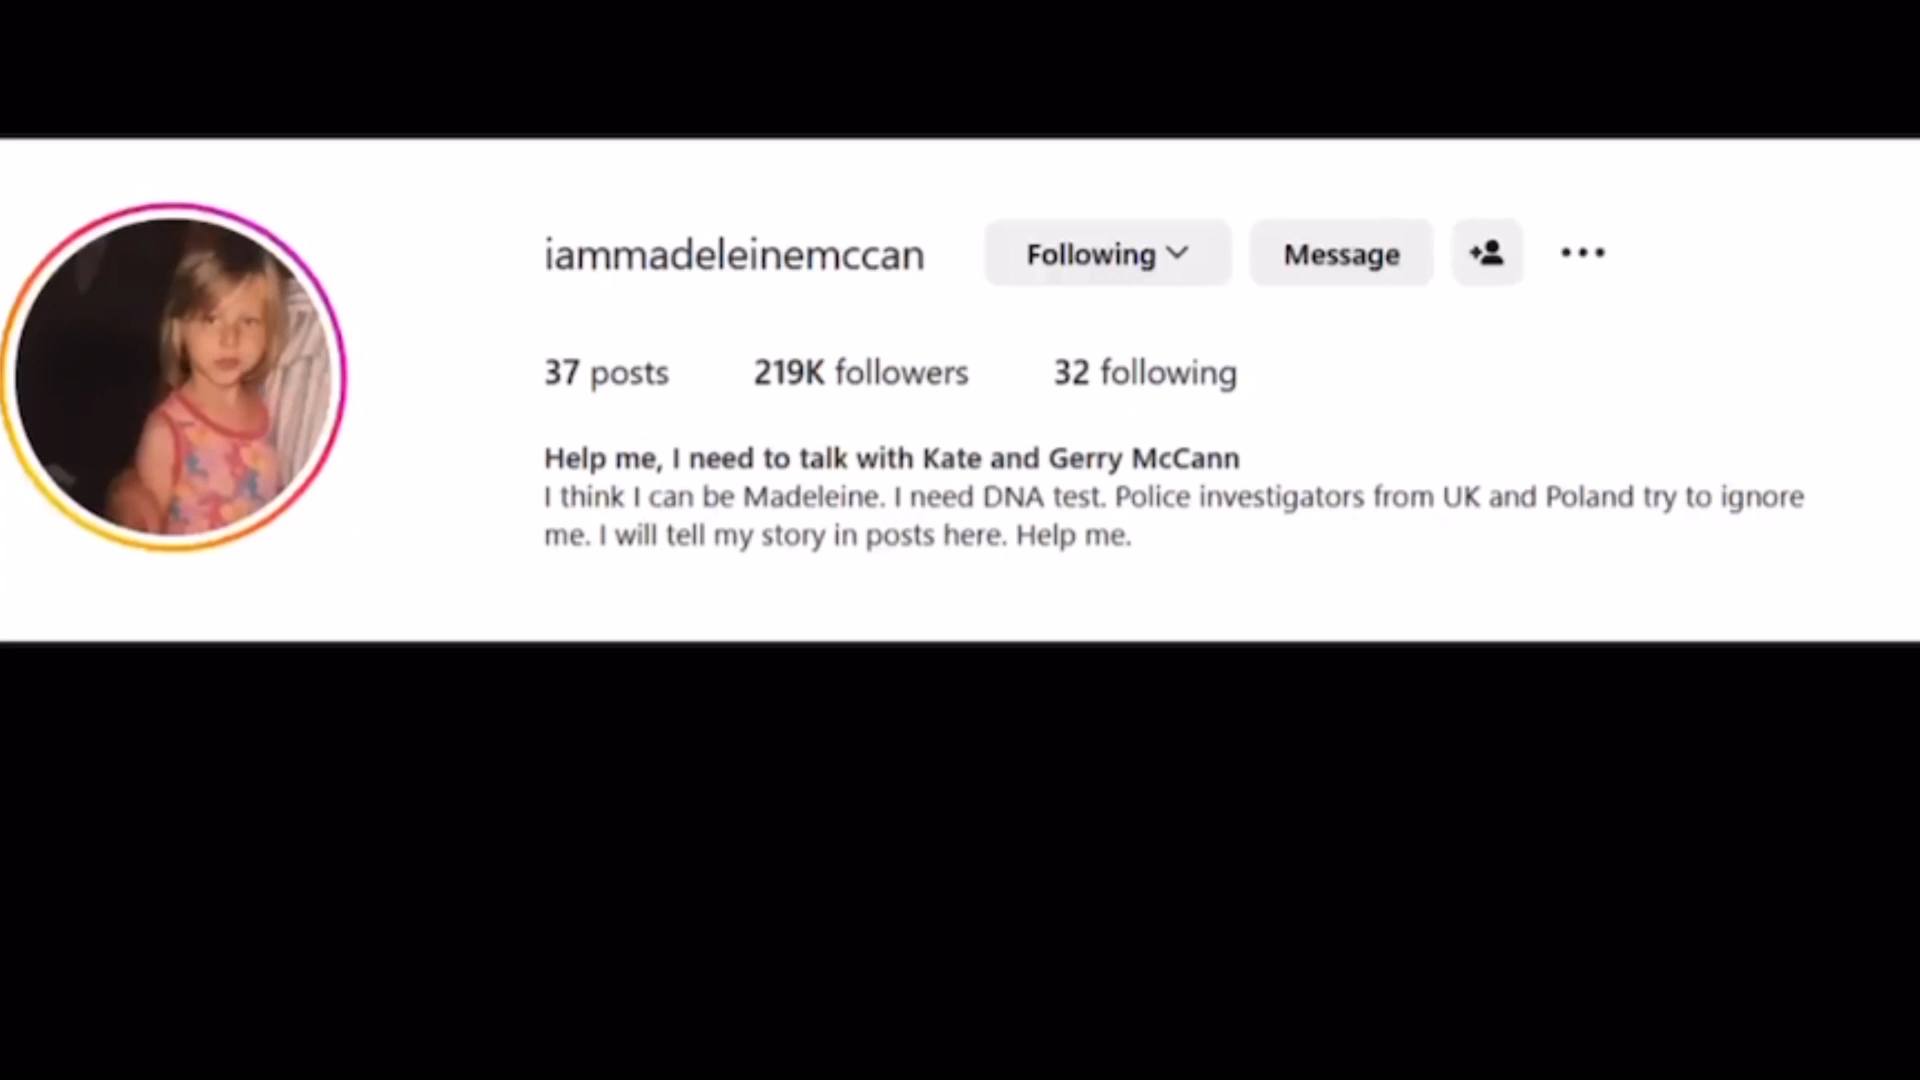 iammadeleinemccan Following Message
37 posts 219K followers 32 following
Help me, I need to talk with Kate and Gerry McCann
I think I can be Madeleine. I need DNA test. Police investigators from UK and Poland try to ignore
me. I will tell my story in posts here. Help me.